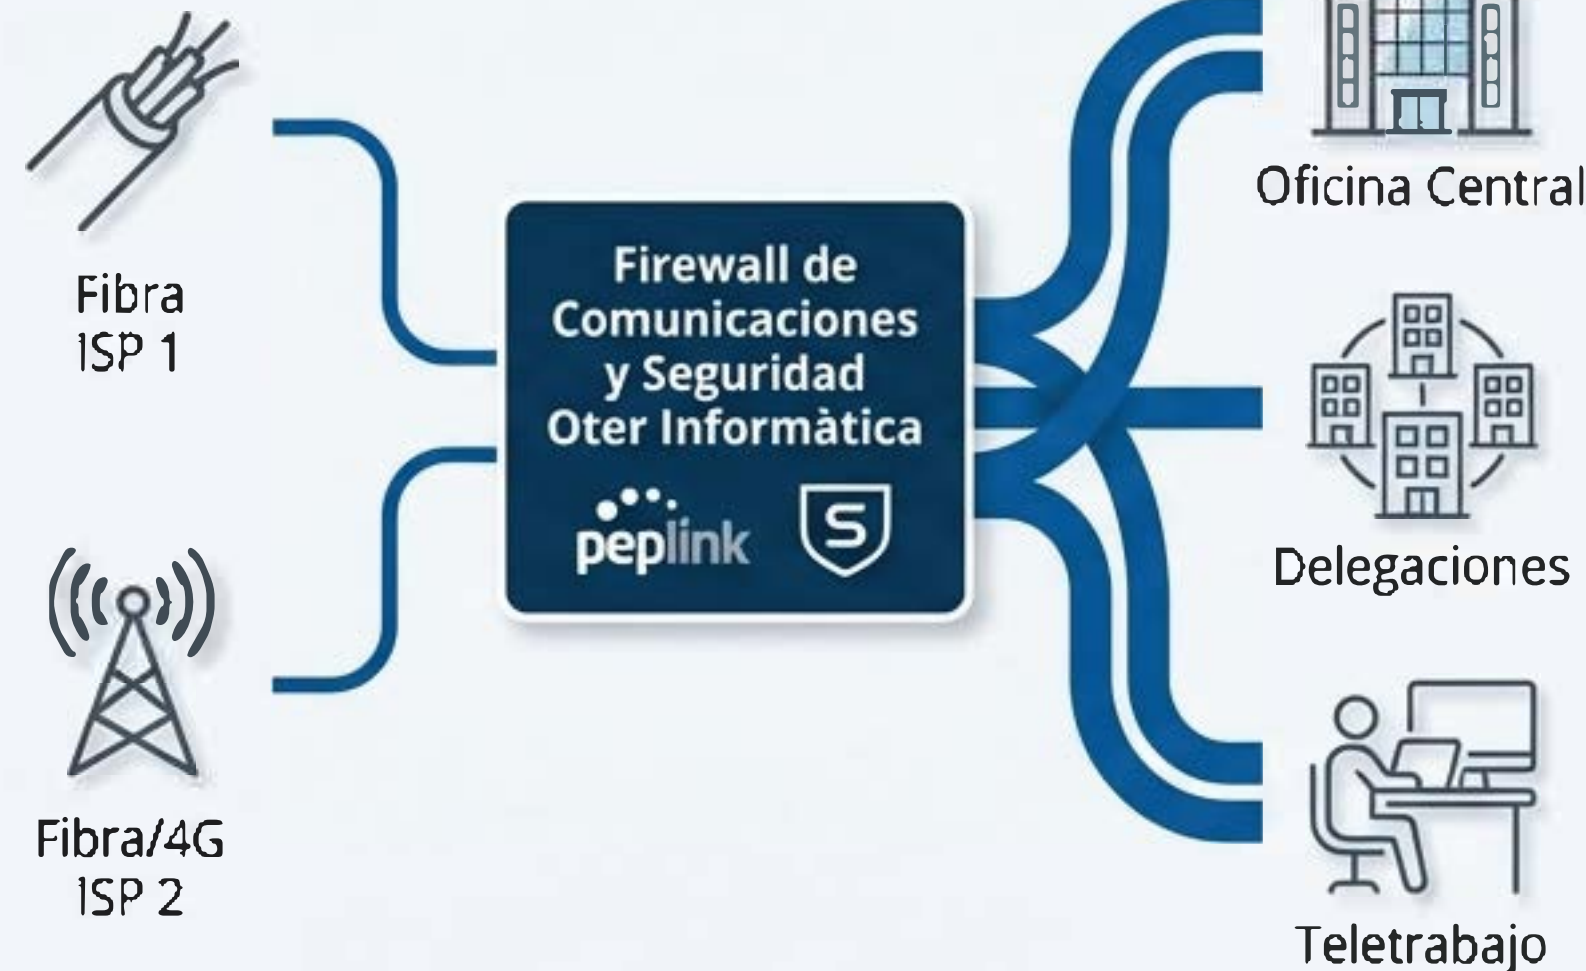 Fibra
ISP 1
Fibra/4G
ISP 2
Firewall de
Comunicaciones
y Seguridad
Oter Informàtica
peplink
S
Oficina Central
Delegaciones
Teletrabajo